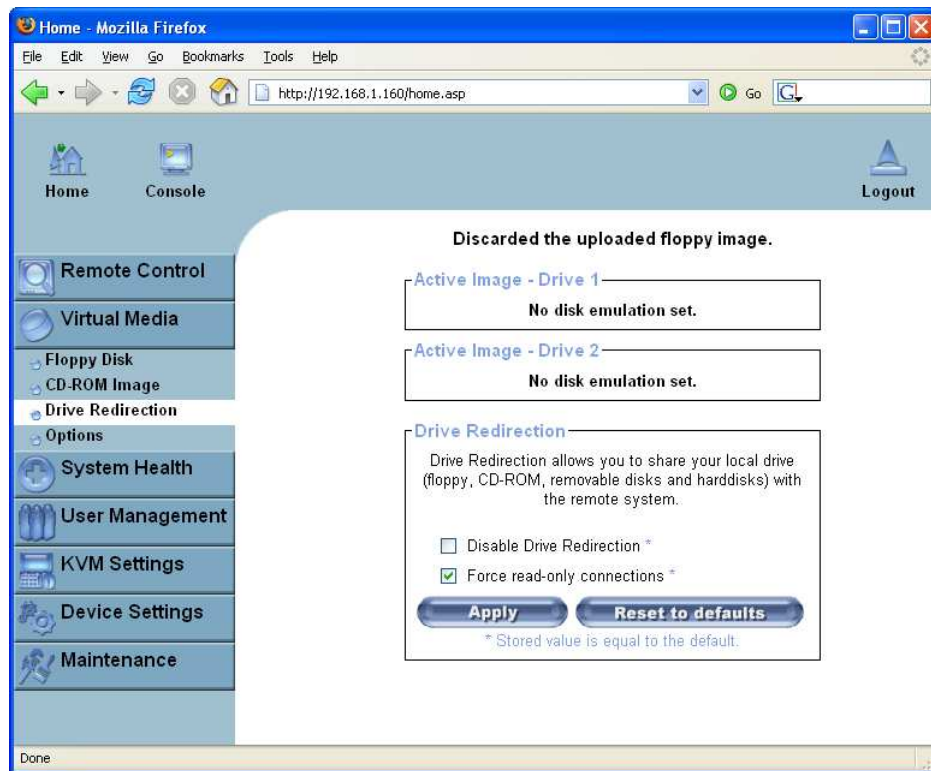 Home - Mozilla Firefox
File Edit View Go Bookmarks Tools Help
http://192.168.1.160/home.asp
Go
G
Home
Console
Logout
Remote Control
Virtual Media
Floppy Disk
CD-ROM Image
Drive Redirection
Options
System Health
User Management
KVM Settings
Device Settings
Maintenance
Discarded the uploaded floppy image.
Active Image - Drive 1
No disk emulation set.
Active Image - Drive 2
No disk emulation set.
Drive Redirection
Drive Redirection allows you to share your local drive
(floppy, CD-ROM, removable disks and harddisks) with
the remote system.
Disable Drive Redirection *
Force read-only connections *
Apply
Reset to defaults
* Stored value is equal to the default.
Done